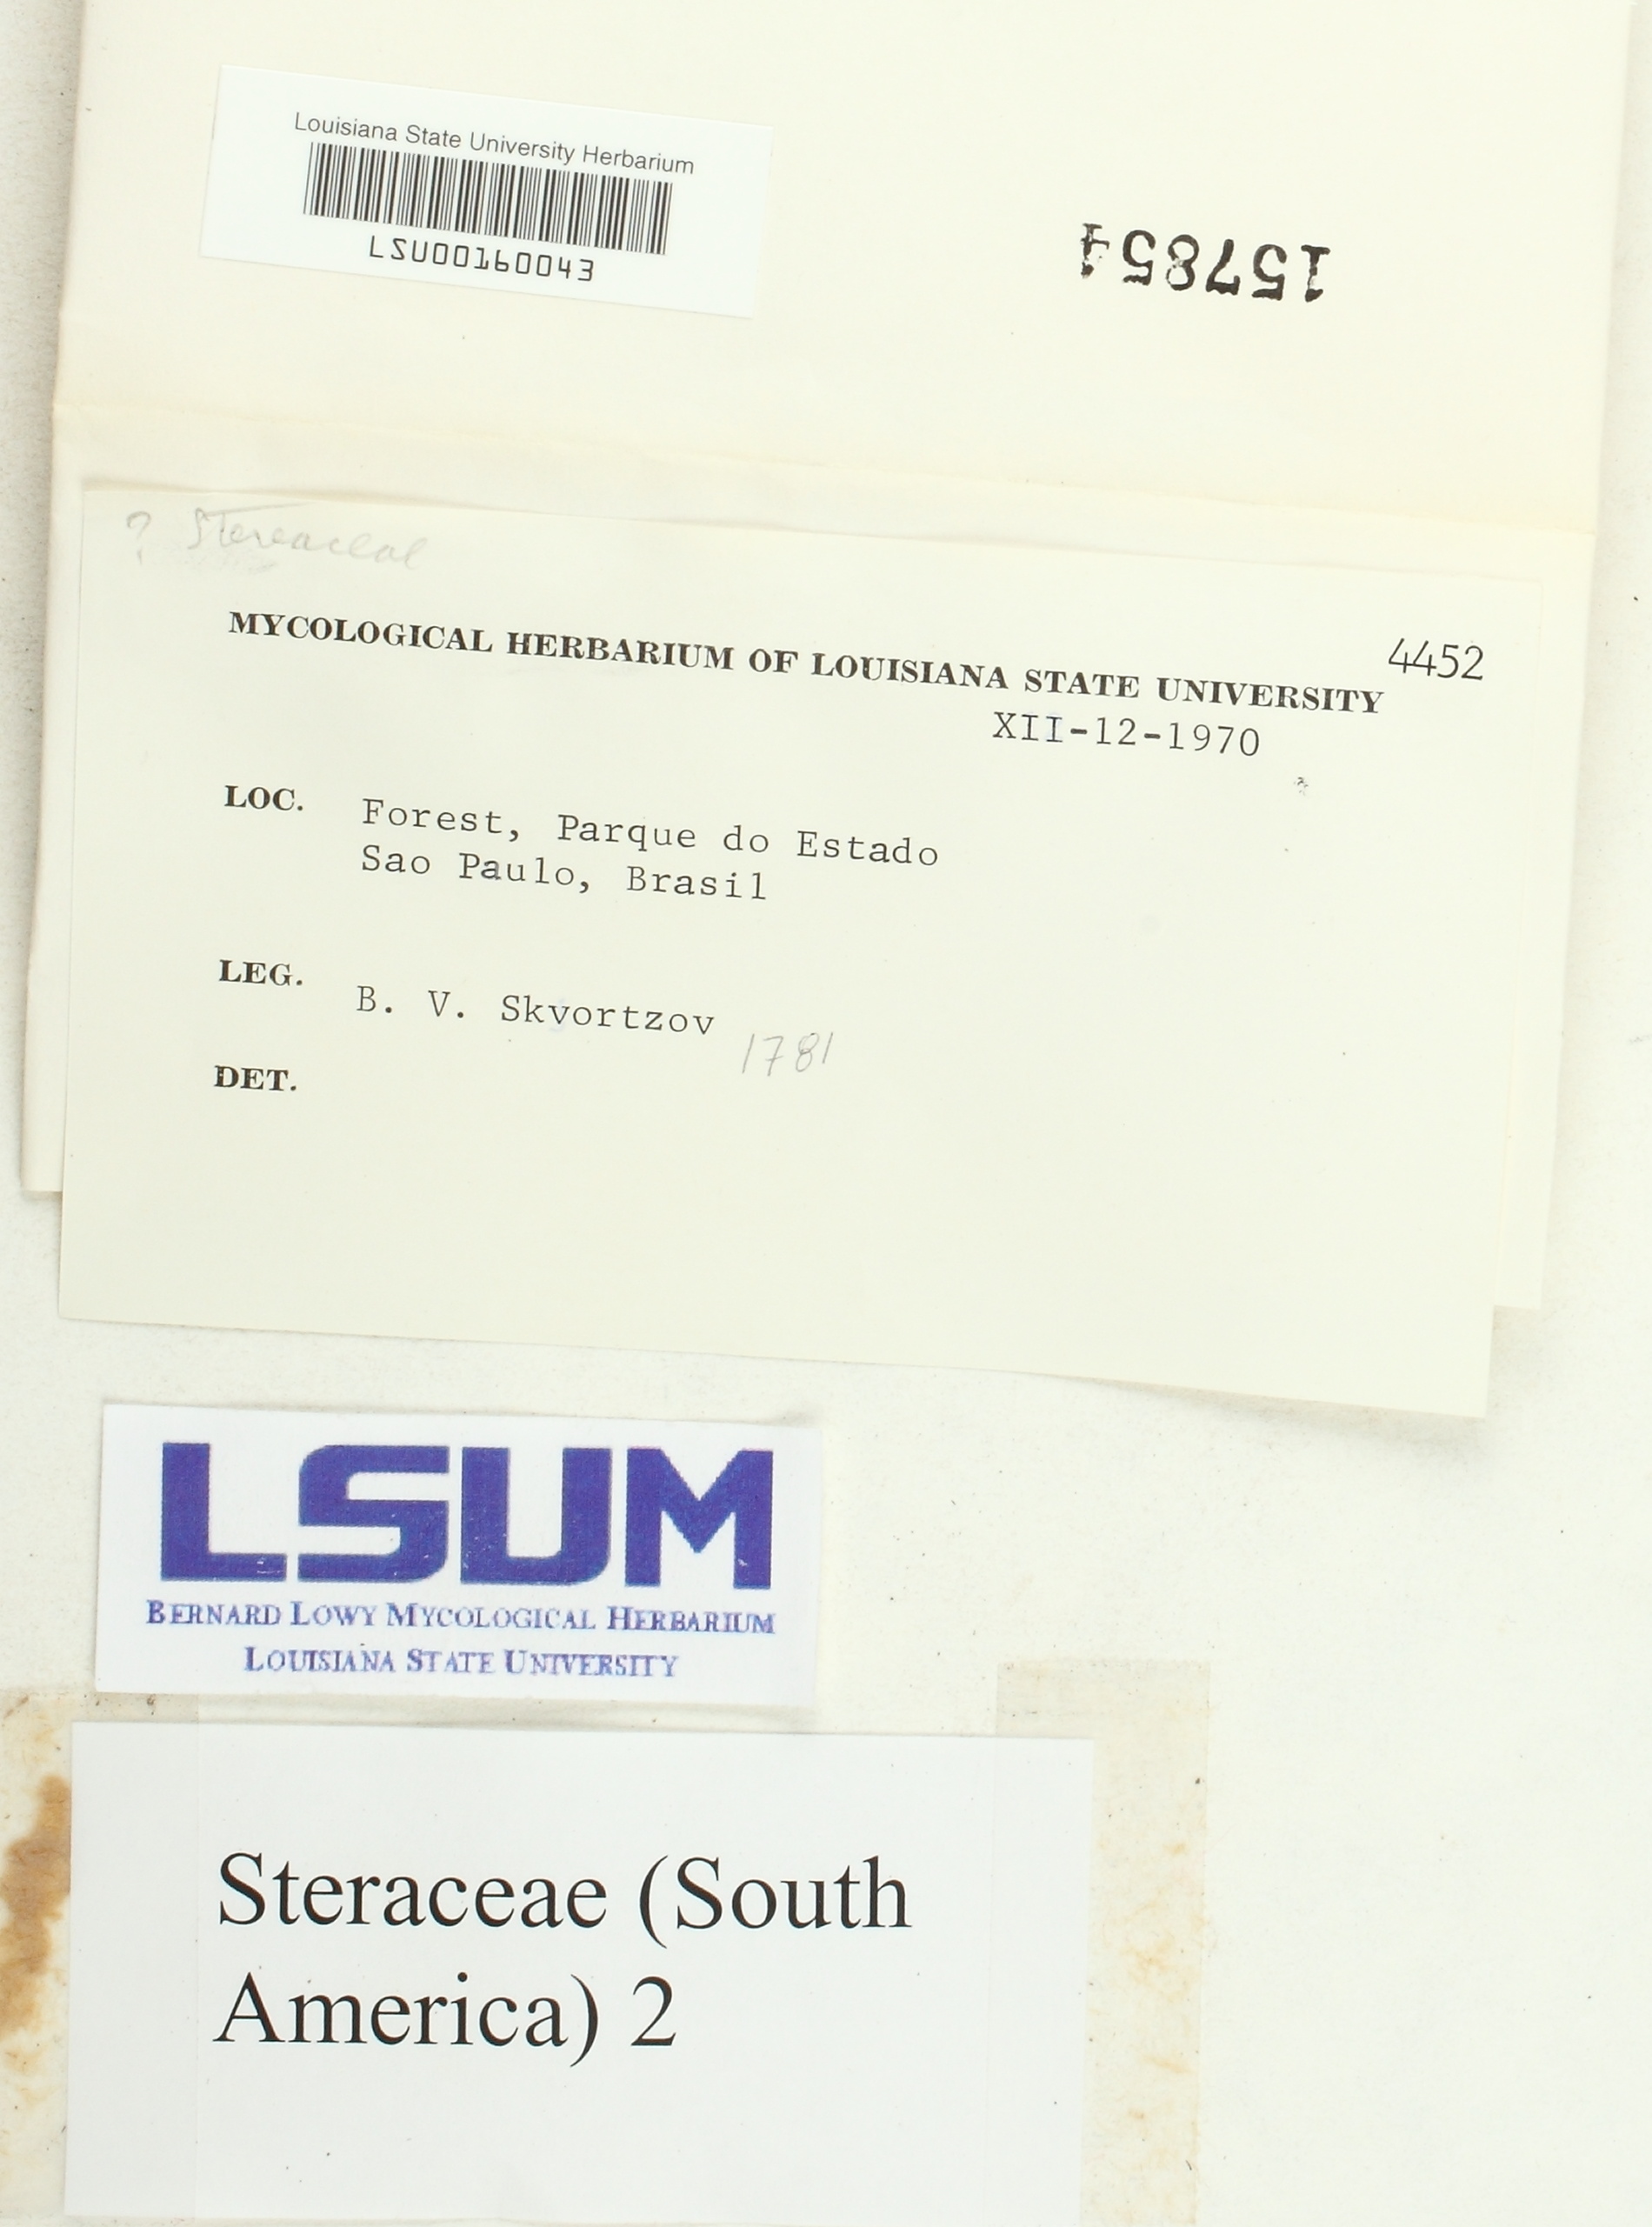 Louisiana State University Herbarium
LSU00160043
157854
? Stereaceae
MYCOLOGICAL HERBARIUM OF LOUISIANA STATE UNIVERSITY
4452
XII-12-1970
LOC. Forest, Parque do Estado
Sao Paulo, Brasil
LEG. B. V. Skvortzov
1781
DET.
LSUM
BERNARD LOWY MYCOLOGICAL HERBARIUM
LOUISIANA STATE UNIVERSITY
Steraceae (South
America) 2